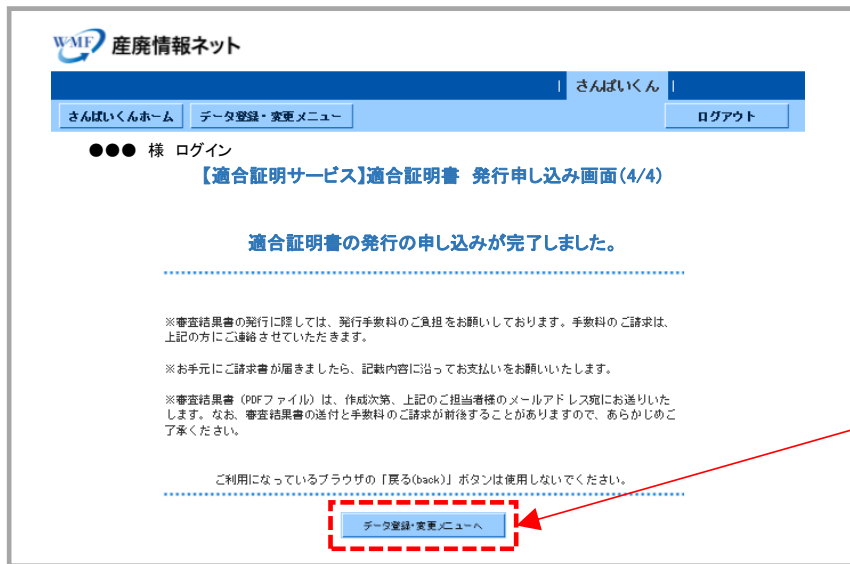 WMF 産廃情報ネット
| さんぱいくん |
さんぱいくんホーム データ登録・変更メニュー ログアウト
●●● 様 ログイン
【適合証明サービス】適合証明書 発行申し込み画面(4/4)
適合証明書の発行の申し込みが完了しました。
※審査結果書の発行に際しては、発行手数料のご負担をお願いしております。手数料のご請求は、
上記の方にご連絡させていただきます。
※お手元にご請求書が届きましたら、記載内容に沿ってお支払いをお願いいたします。
※審査結果書（PDFファイル）は、作成次第、上記のご担当者様のメールアドレス宛にお送りいた
します。なお、審査結果書の送付と手数料のご請求が前後することがありますので、あらかじめご
了承ください。
ご利用になっているブラウザの「戻る(back)」ボタンは使用しないでください。
データ登録・変更メニューへ